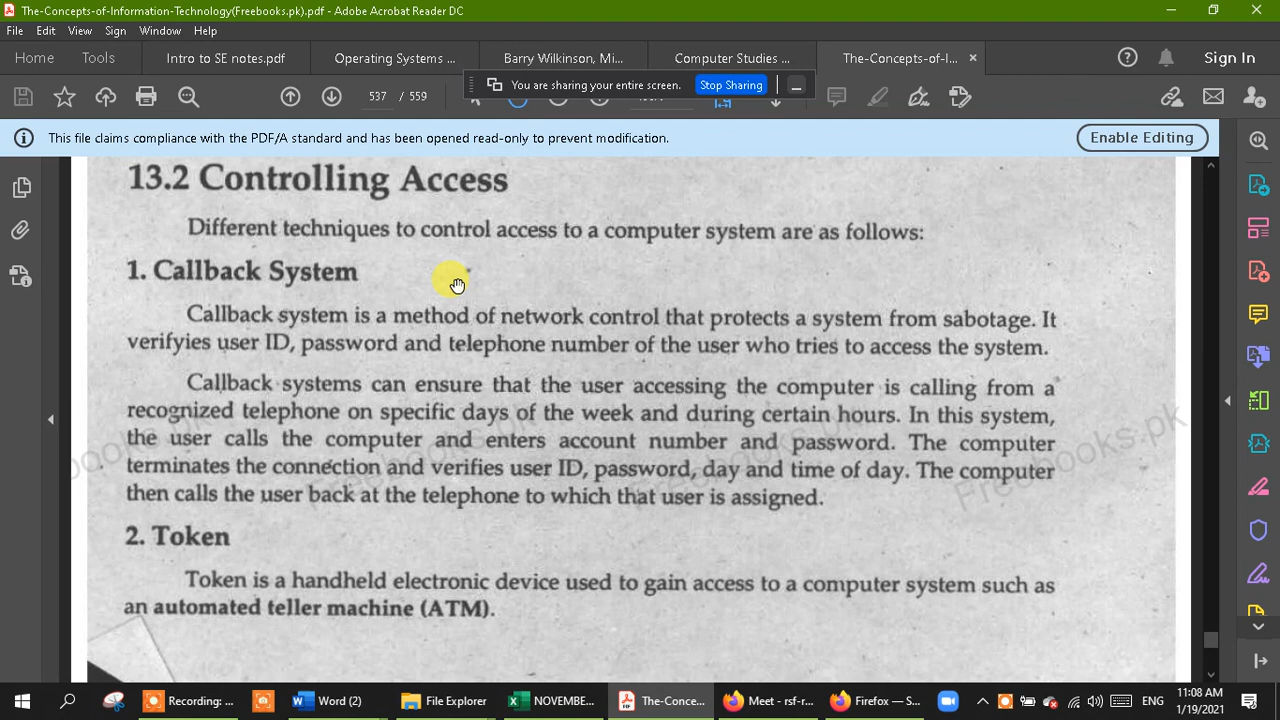 The-Concepts-of-Information-Technology(Freebooks.pk).pdf - Adobe Acrobat Reader DC
File Edit View Sign Window Help
Home Tools Intro to SE notes.pdf Operating Systems ... Barry Wilkinson, Mi... Computer Studies ... The-Concepts-of-I... Sign In
You are sharing your entire screen. Stop Sharing
537 / 559
This file claims compliance with the PDF/A standard and has been opened read-only to prevent modification. Enable Editing
13.2 Controlling Access
Different techniques to control access to a computer system are as follows:
1. Callback System
Callback system is a method of network control that protects a system from sabotage. It
verifyies user ID, password and telephone number of the user who tries to access the system.
Callback systems can ensure that the user accessing the computer is calling from a
recognized telephone on specific days of the week and during certain hours. In this system,
the user calls the computer and enters account number and password. The computer
terminates the connection and verifies user ID, password, day and time of day. The computer
then calls the user back at the telephone to which that user is assigned.
Freebooks.pk
2. Token
Token is a handheld electronic device used to gain access to a computer system such as
an automated teller machine (ATM).
Recording: ... Word (2) File Explorer NOVEMBE... The-Conce... Meet - rsf-r... Firefox — S... ENG 11:08 AM
1/19/2021